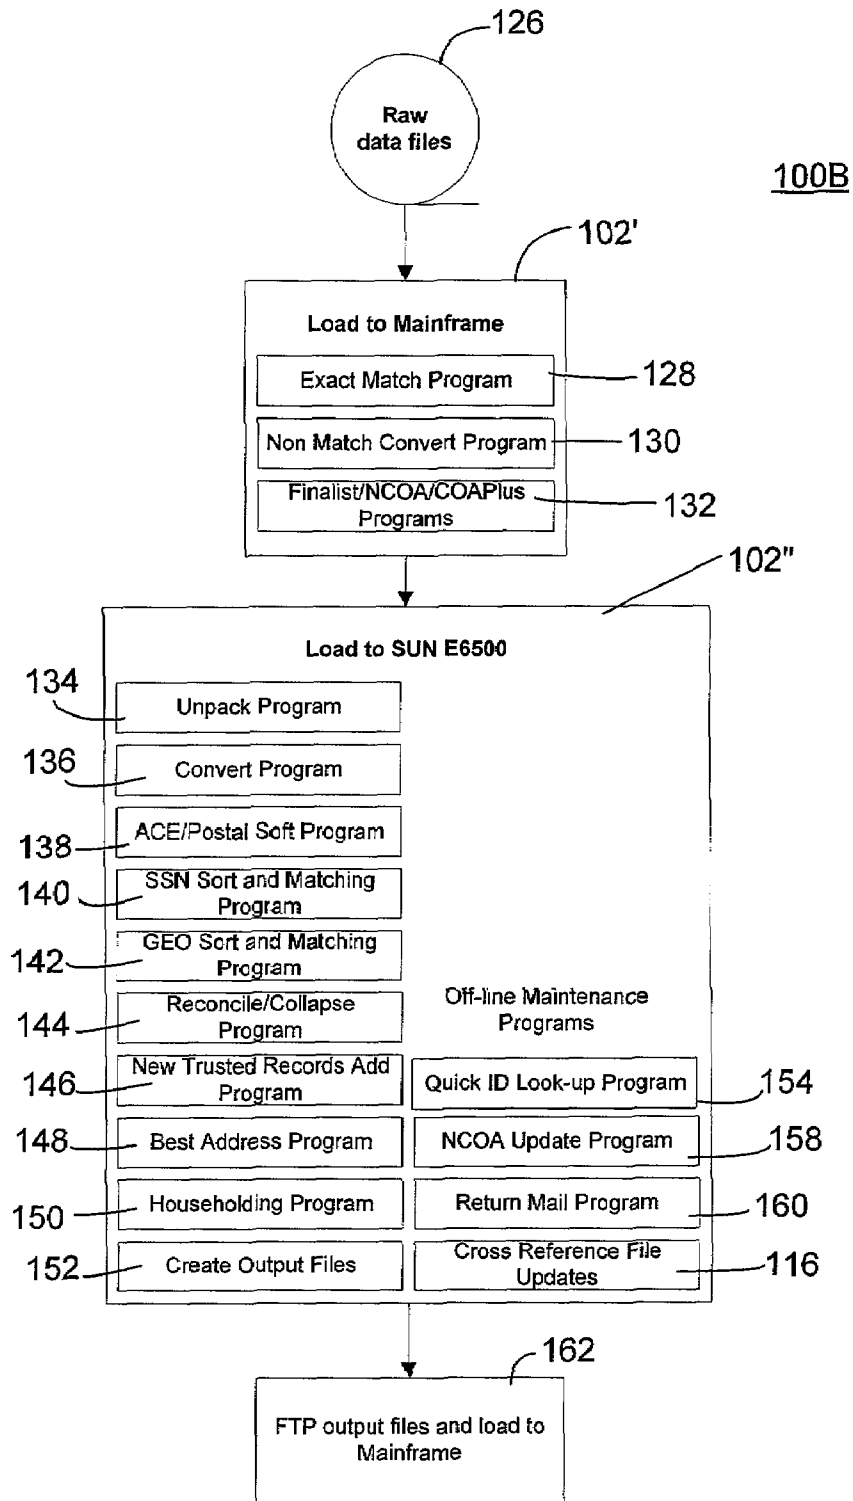 126
Raw
data files
100B
102'
Load to Mainframe
Exact Match Program
128
Non Match Convert Program
130
Finalist/NCOA/COAPlus
Programs
132
102"
Load to SUN E6500
134
Unpack Program
136
Convert Program
138
ACE/Postal Soft Program
140
SSN Sort and Matching
Program
142
GEO Sort and Matching
Program
144
Reconcile/Collapse
Program
Off-line Maintenance
Programs
146
New Trusted Records Add
Program
Quick ID Look-up Program
154
148
Best Address Program
NCOA Update Program
158
150
Householding Program
Return Mail Program
160
152
Create Output Files
Cross Reference File
Updates
116
162
FTP output files and load to
Mainframe